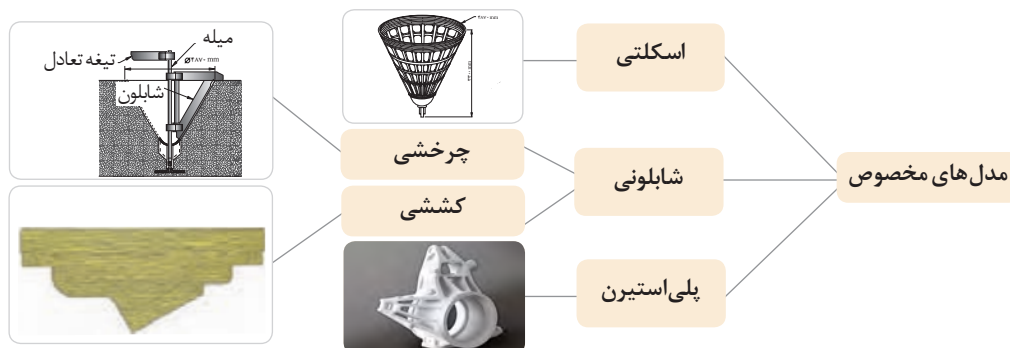 مدل‌های مخصوص
اسکلتی
شابلونی
پلی‌استیرن
چرخشی
کششی
میله
تیغه تعادل
شابلون